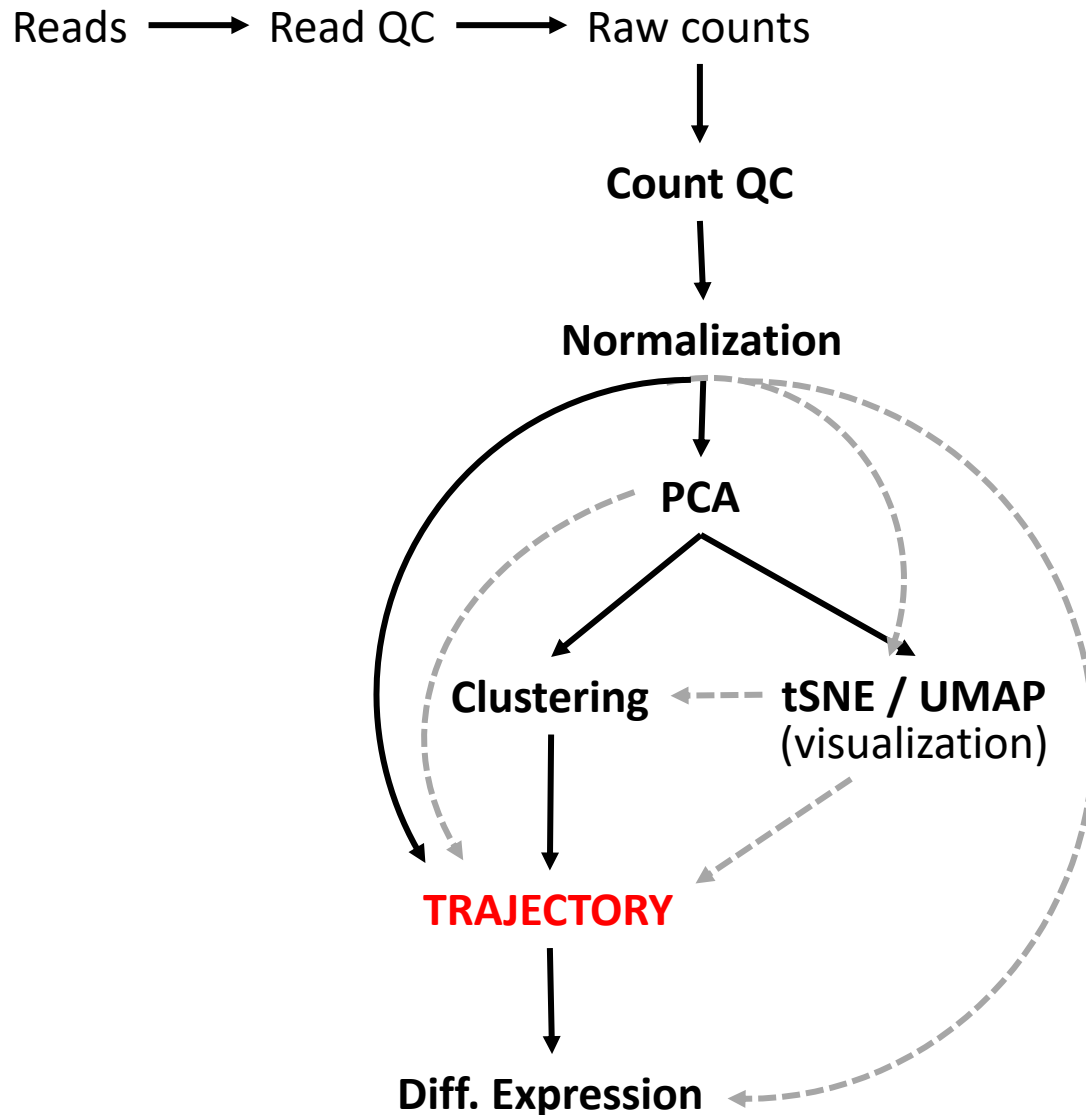 Reads
Read QC
Raw counts
Count QC
Normalization
PCA
Clustering
tSNE / UMAP
(visualization)
TRAJECTORY
Diff. Expression